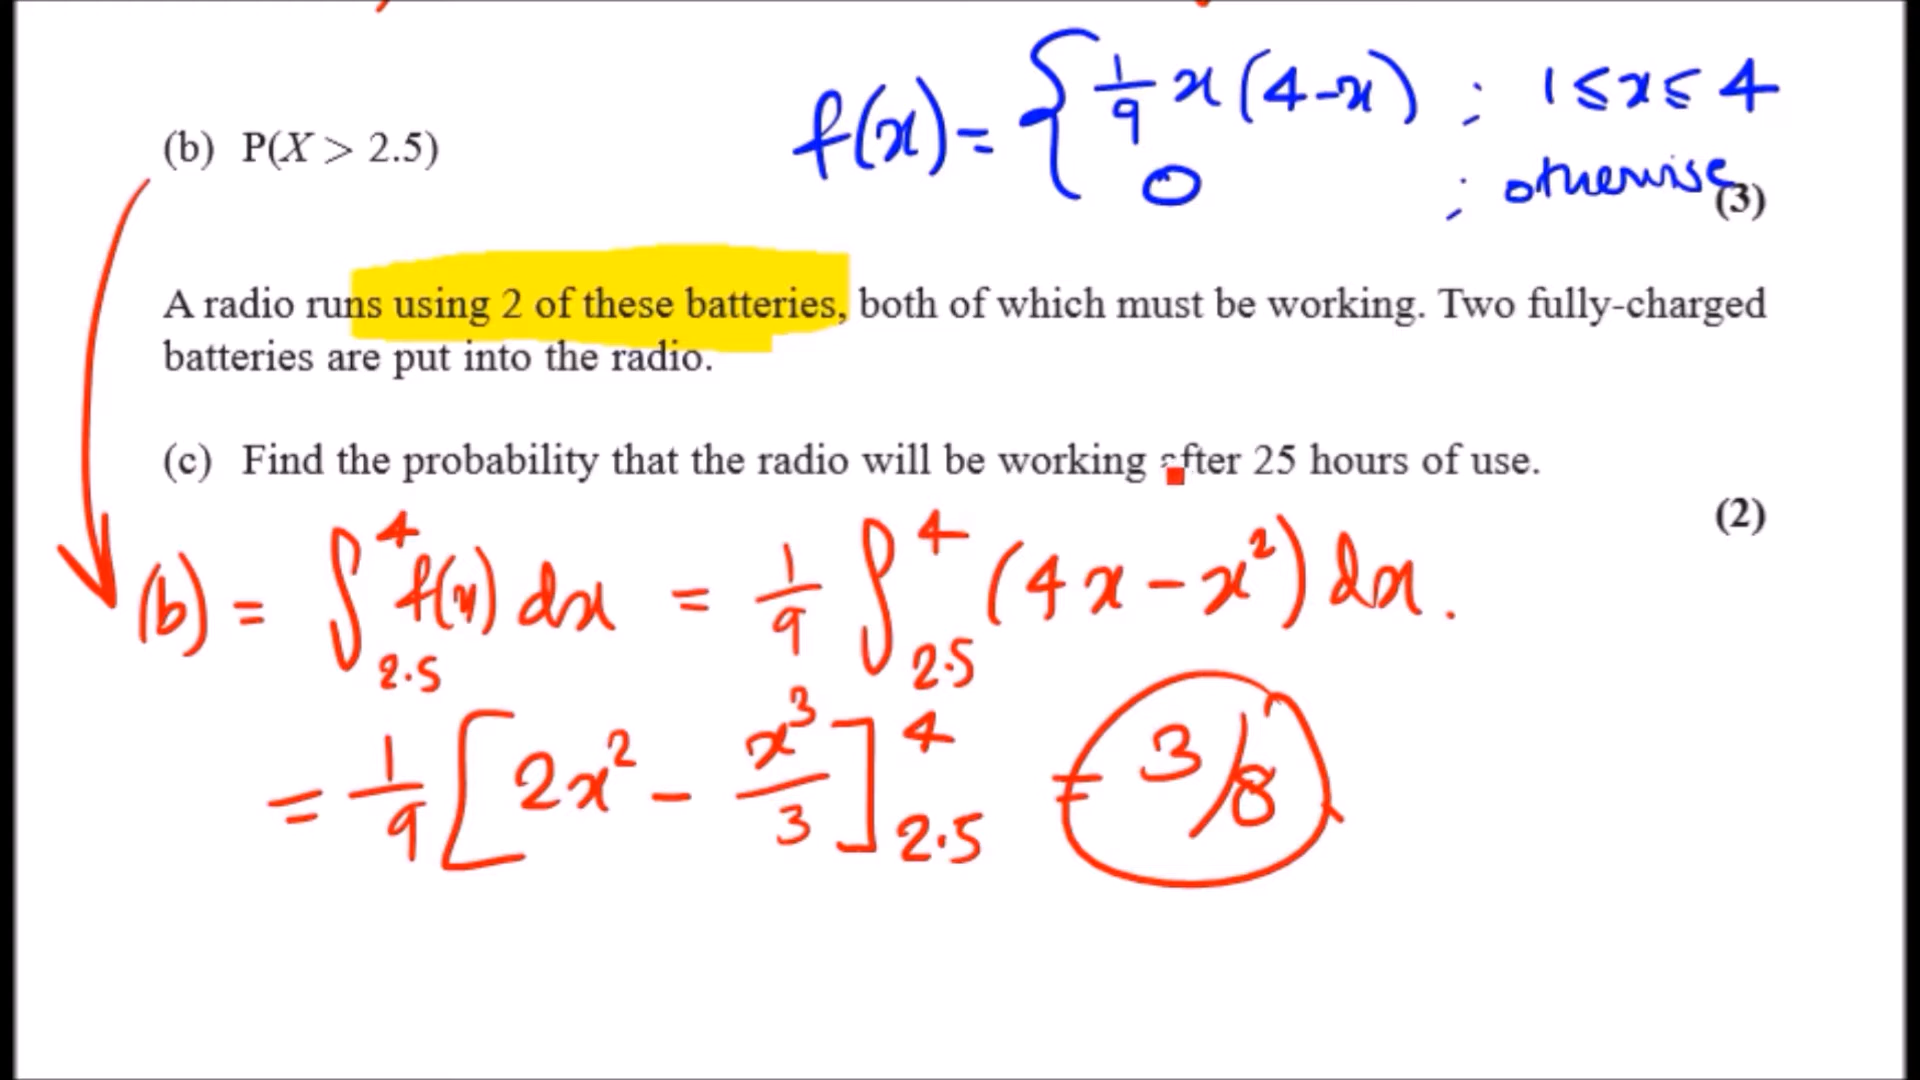 f(x) = { 1/9 x(4-x) ; 1 ≤ x ≤ 4
0 ; otherwise
(b) P(X > 2.5)
(3)
A radio runs using 2 of these batteries, both of which must be working. Two fully-charged
batteries are put into the radio.
(c) Find the probability that the radio will be working after 25 hours of use.
(2)
(b) = ∫_{2.5}^{4} f(x) dx = 1/9 ∫_{2.5}^{4} (4x - x²) dx.
= 1/9 [2x² - x³/3]_{2.5}^{4} = 3/8